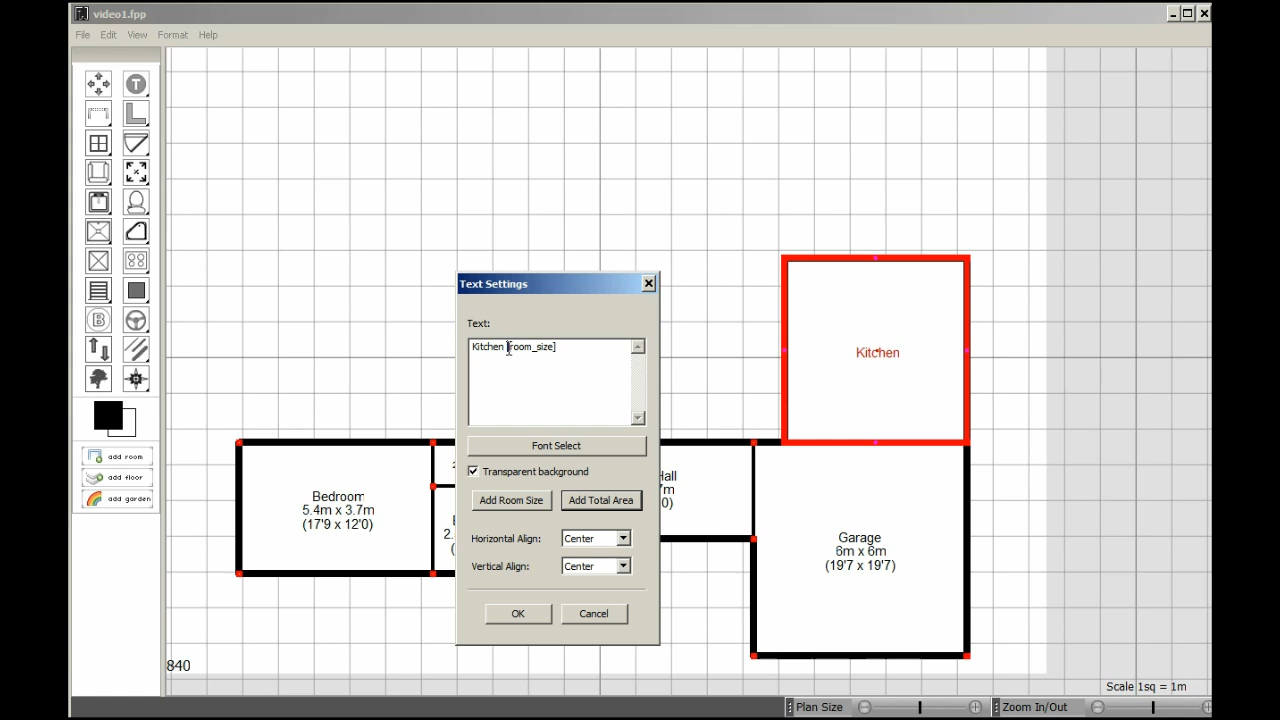 video1.fpp
File Edit View Format Help
T
B
add room
add floor
add garden
Text Settings
Text:
Kitchen [room_size]
Font Select
Transparent background
Add Room Size
Add Total Area
Horizontal Align: Center
Vertical Align: Center
OK
Cancel
Kitchen
Bedroom
5.4m x 3.7m
(17'9 x 12'0)
Hall
Garage
6m x 6m
(19'7 x 19'7)
840
Scale 1sq = 1m
Plan Size
Zoom In/Out